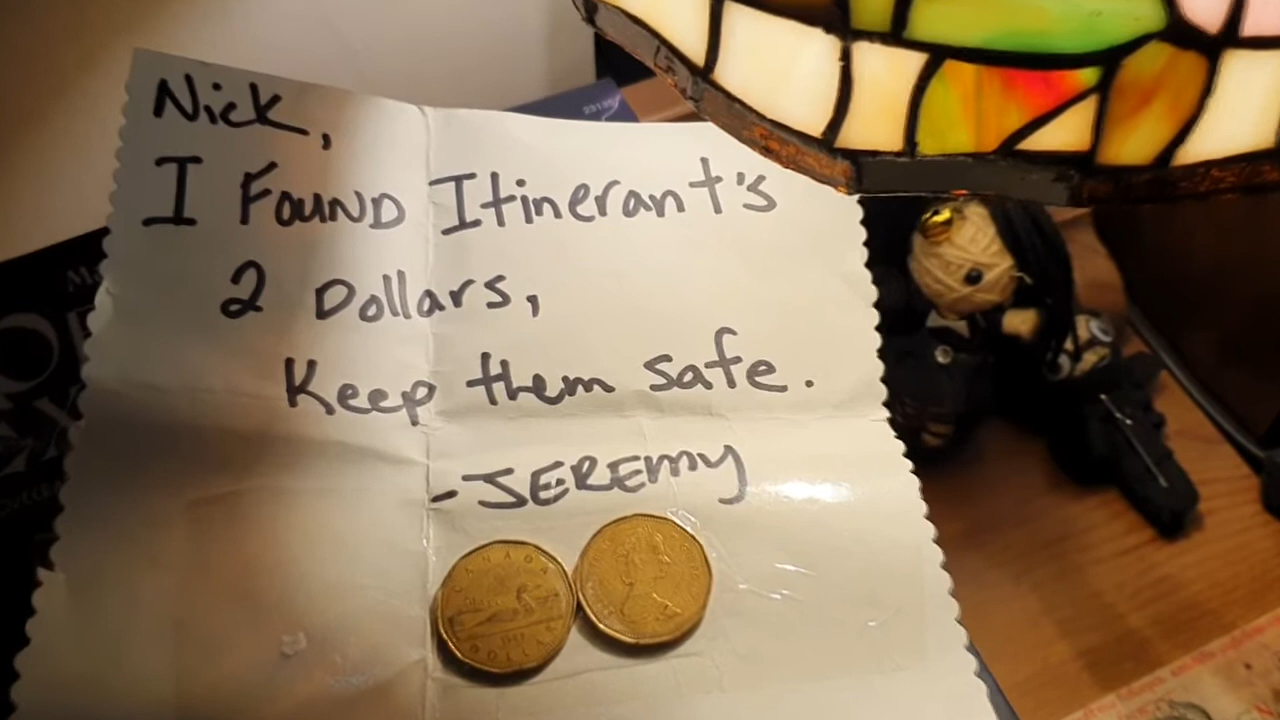 Nick,
I FOUND Itinerant's
2 Dollars,
Keep them safe.
-JEREMY
CANADA
DOLLAR